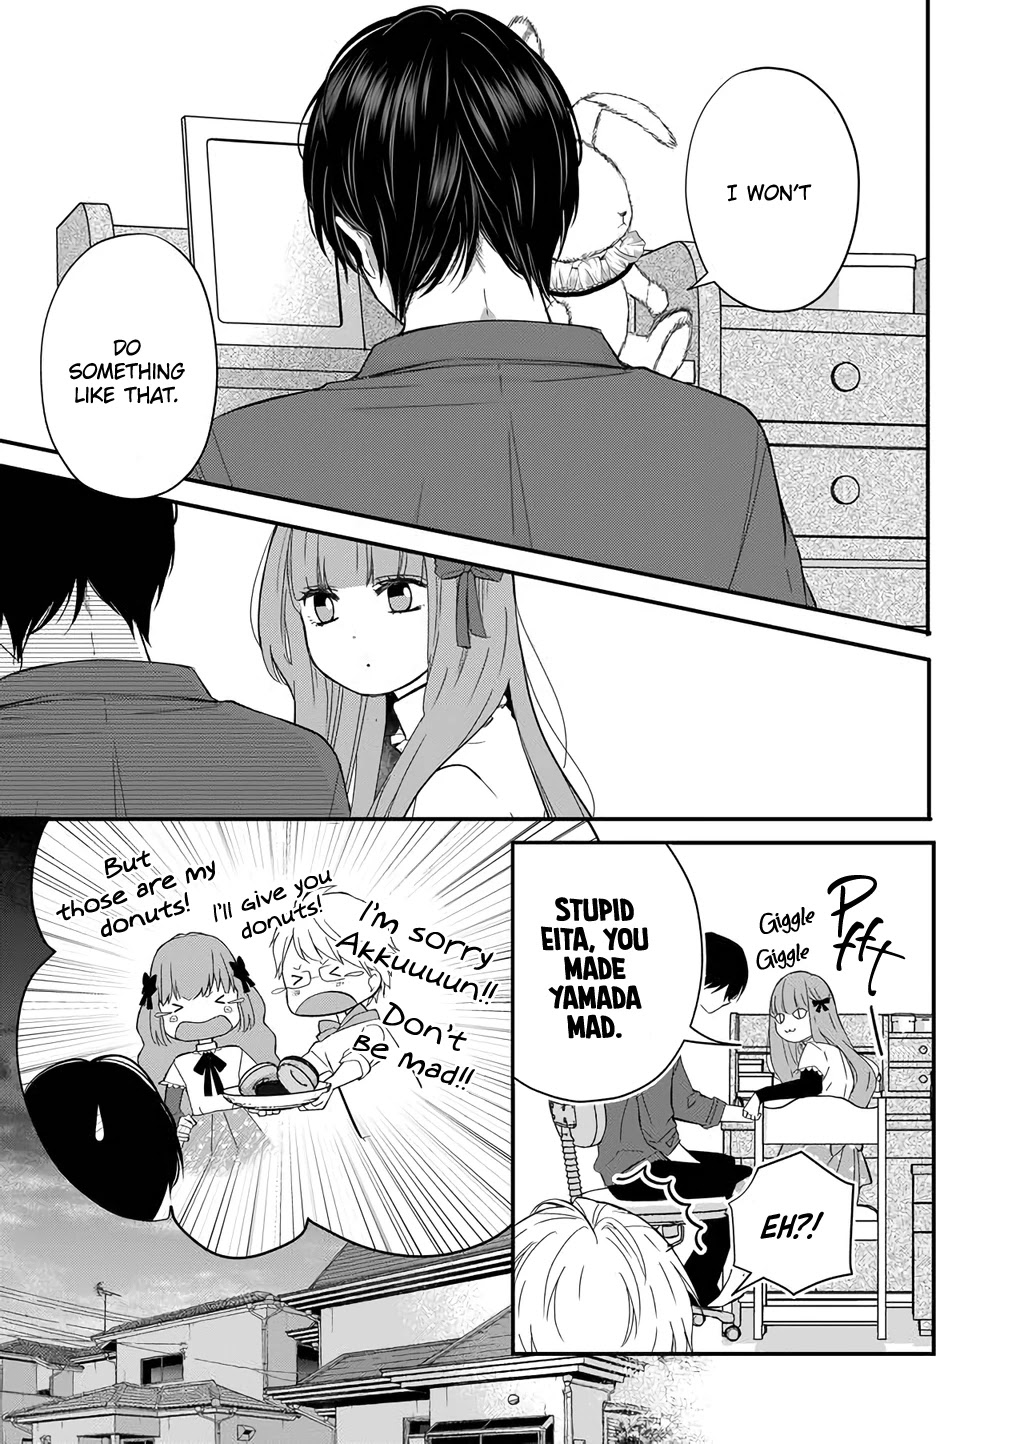 I WON'T
DO
SOMETHING
LIKE THAT.
Pfft
Giggle
Giggle
STUPID
EITA, YOU
MADE
YAMADA
MAD.
EH?!
I'm sorry
Akkuuuuun!!
Don't
be mad!!
I'll give you
donuts!
But
those are my
donuts!